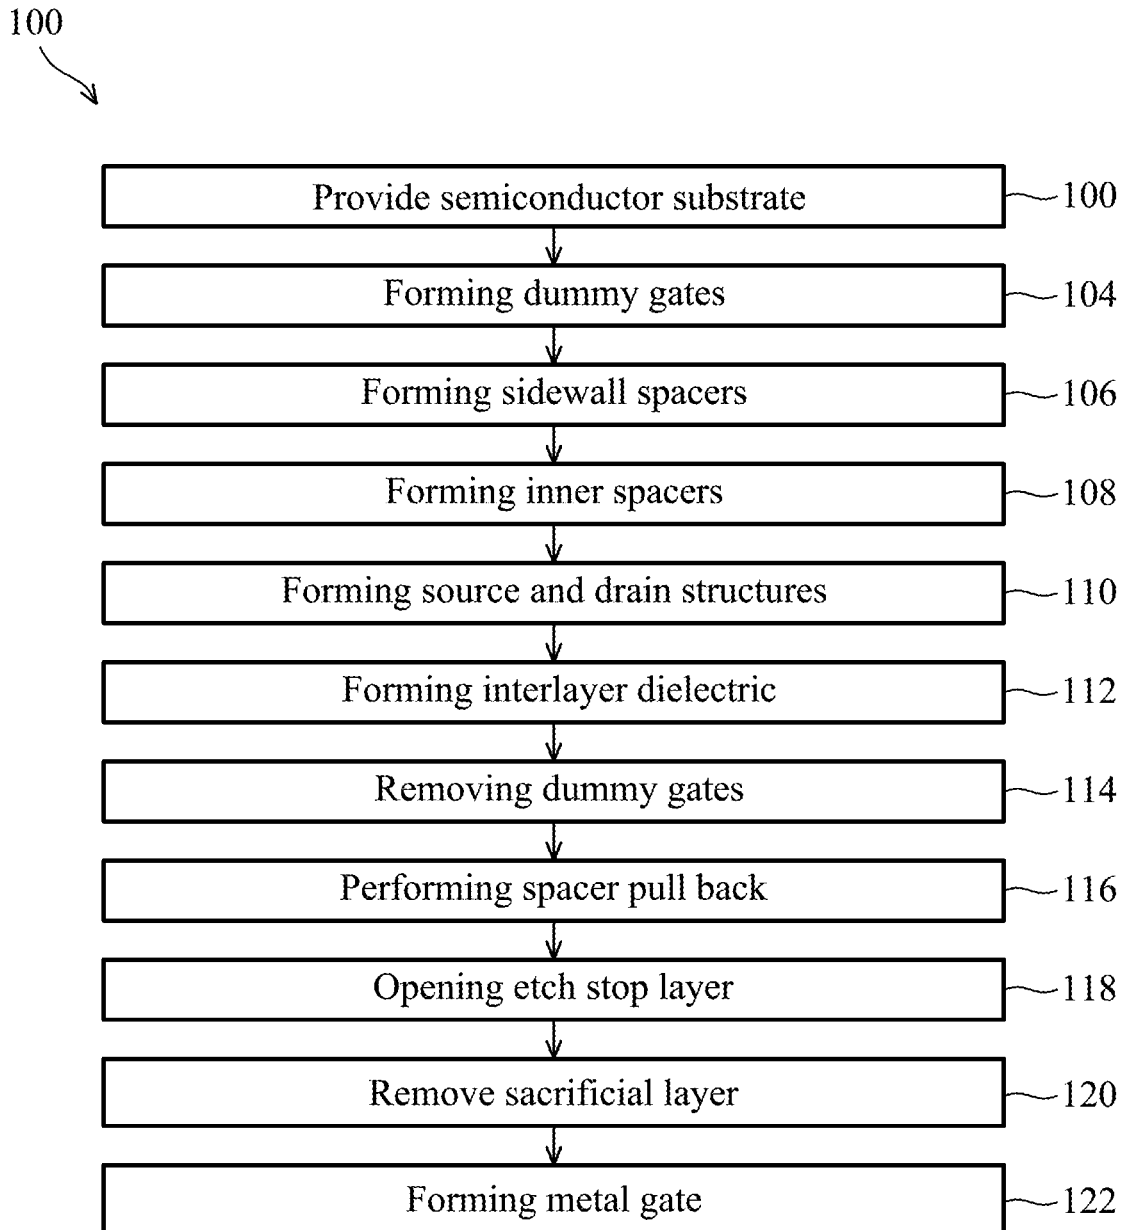 100
Provide semiconductor substrate 100
Forming dummy gates 104
Forming sidewall spacers 106
Forming inner spacers 108
Forming source and drain structures 110
Forming interlayer dielectric 112
Removing dummy gates 114
Performing spacer pull back 116
Opening etch stop layer 118
Remove sacrificial layer 120
Forming metal gate 122